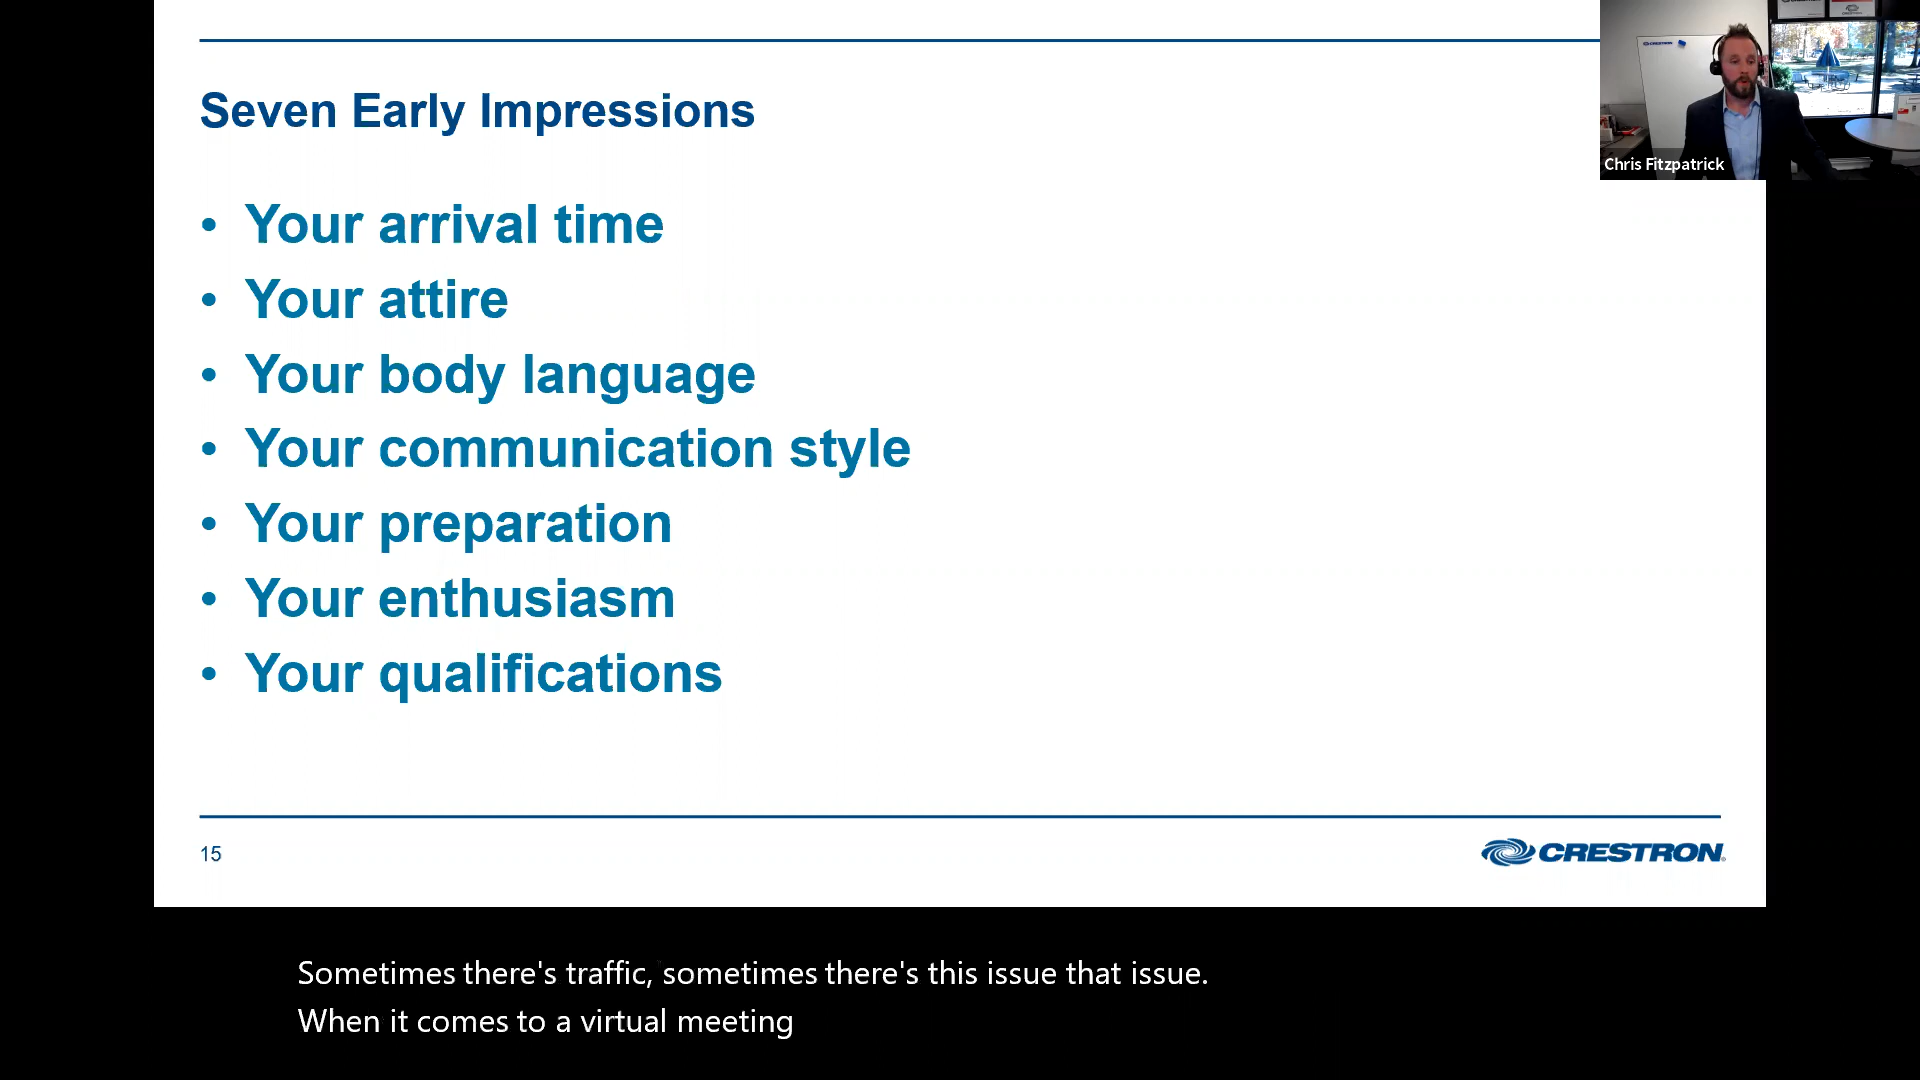 Seven Early Impressions
• Your arrival time
• Your attire
• Your body language
• Your communication style
• Your preparation
• Your enthusiasm
• Your qualifications
15
CRESTRON
CRESTRON
Chris Fitzpatrick
Sometimes there's traffic, sometimes there's this issue that issue.
When it comes to a virtual meeting